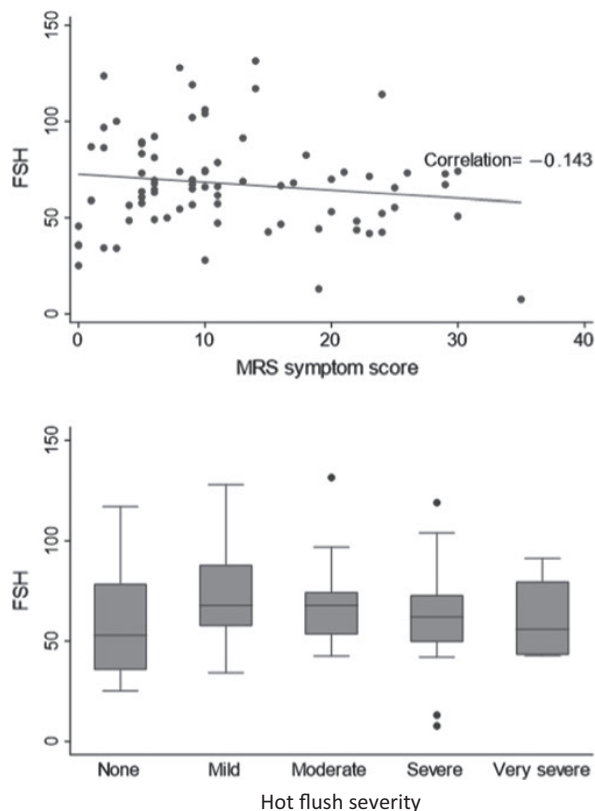 150
100
50
0
FSH
Correlation= −0.143
0 10 20 30 40
MRS symptom score
150
100
50
0
FSH
None Mild Moderate Severe Very severe
Hot flush severity